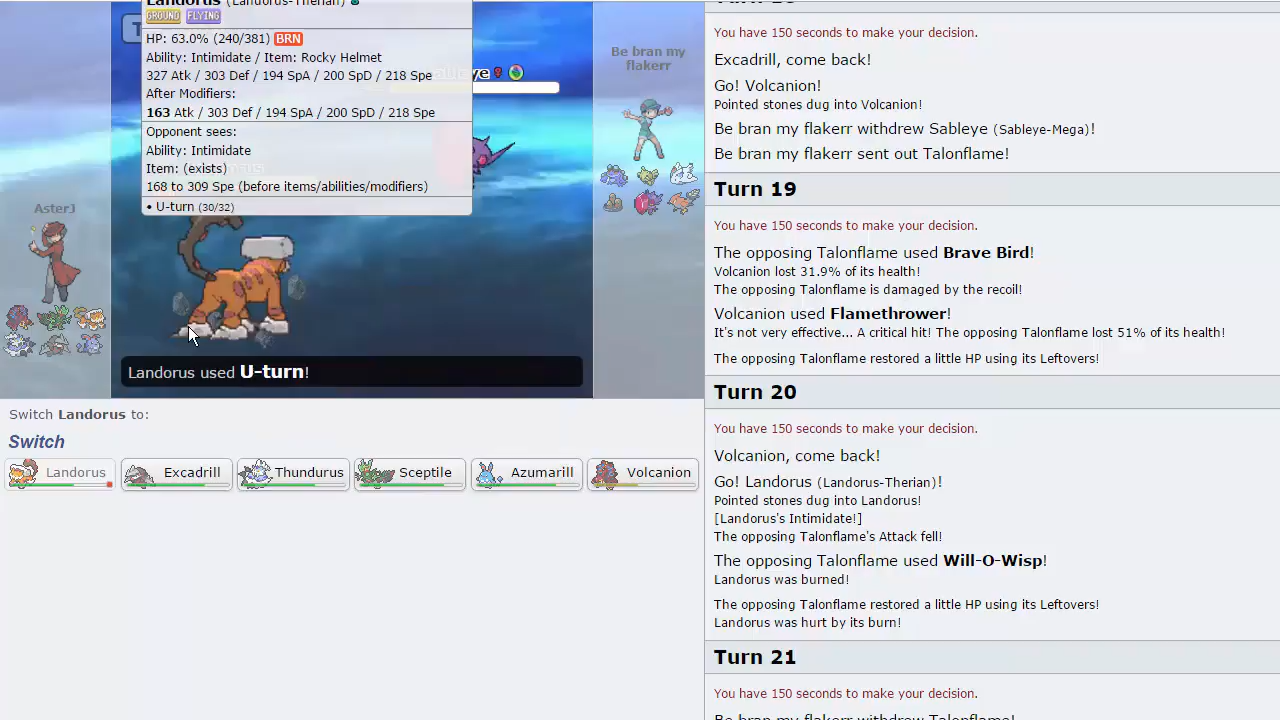 Landorus (Landorus-Therian)
GROUND FLYING
HP: 63.0% (240/381) BRN
Ability: Intimidate / Item: Rocky Helmet
327 Atk / 303 Def / 194 SpA / 200 SpD / 218 Spe
After Modifiers:
163 Atk / 303 Def / 194 SpA / 200 SpD / 218 Spe
Opponent sees:
Ability: Intimidate
Item: (exists)
168 to 309 Spe (before items/abilities/modifiers)
• U-turn (30/32)
AsterJ
Be bran my
flakerr
Landorus used U-turn!
Switch Landorus to:
Switch
Landorus Excadrill Thundurus Sceptile Azumarill Volcanion
You have 150 seconds to make your decision.
Excadrill, come back!
Go! Volcanion!
Pointed stones dug into Volcanion!
Be bran my flakerr withdrew Sableye (Sableye-Mega)!
Be bran my flakerr sent out Talonflame!
Turn 19
You have 150 seconds to make your decision.
The opposing Talonflame used Brave Bird!
Volcanion lost 31.9% of its health!
The opposing Talonflame is damaged by the recoil!
Volcanion used Flamethrower!
It's not very effective... A critical hit! The opposing Talonflame lost 51% of its health!
The opposing Talonflame restored a little HP using its Leftovers!
Turn 20
You have 150 seconds to make your decision.
Volcanion, come back!
Go! Landorus (Landorus-Therian)!
Pointed stones dug into Landorus!
[Landorus's Intimidate!]
The opposing Talonflame's Attack fell!
The opposing Talonflame used Will-O-Wisp!
Landorus was burned!
The opposing Talonflame restored a little HP using its Leftovers!
Landorus was hurt by its burn!
Turn 21
You have 150 seconds to make your decision.
Be bran my flakerr withdrew Talonflame!